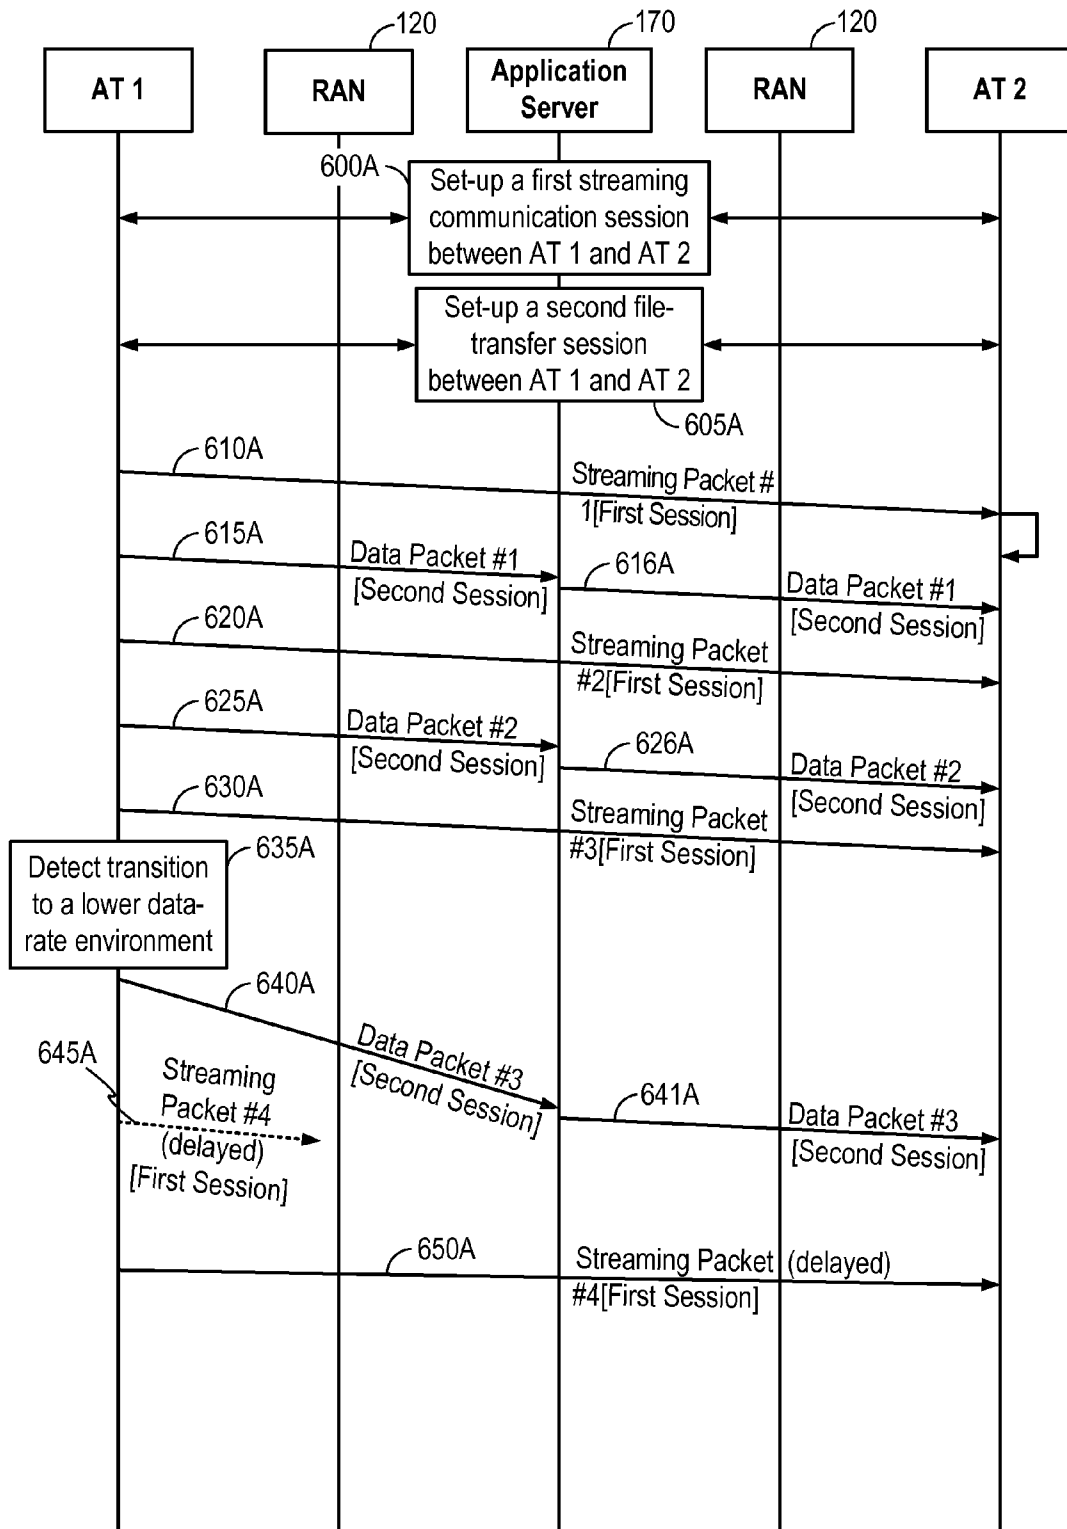 120
170
120
AT 1
RAN
Application
Server
RAN
AT 2
600A
Set-up a first streaming
communication session
between AT 1 and AT 2
Set-up a second file-
transfer session
between AT 1 and AT 2
605A
610A
Streaming Packet #
1[First Session]
615A
Data Packet #1
[Second Session]
616A
Data Packet #1
[Second Session]
620A
Streaming Packet
#2[First Session]
625A
Data Packet #2
[Second Session]
626A
Data Packet #2
[Second Session]
630A
Streaming Packet
#3[First Session]
635A
Detect transition
to a lower data-
rate environment
640A
Data Packet #3
[Second Session]
641A
Data Packet #3
[Second Session]
645A
Streaming
Packet #4
(delayed)
[First Session]
650A
Streaming Packet (delayed)
#4[First Session]